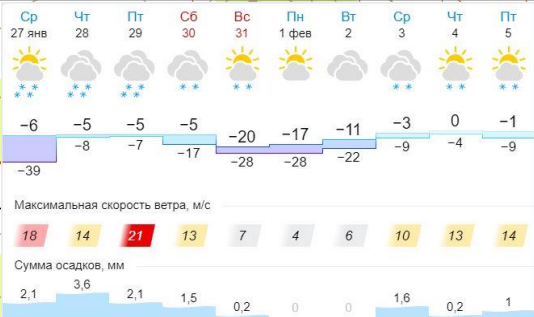 Ср Чт Пт Сб Вс Пн Вт Ср Чт Пт
27 янв 28 29 30 31 1 фев 2 3 4 5
−6 −5 −5 −5 −20 −17 −11 −3 0 −1
−39 −8 −7 −17 −28 −28 −22 −9 −4 −9
Максимальная скорость ветра, м/с
18 14 21 13 7 4 6 10 13 14
Сумма осадков, мм
2,1 3,6 2,1 1,5 0,2 0 0 1,6 0,2 1